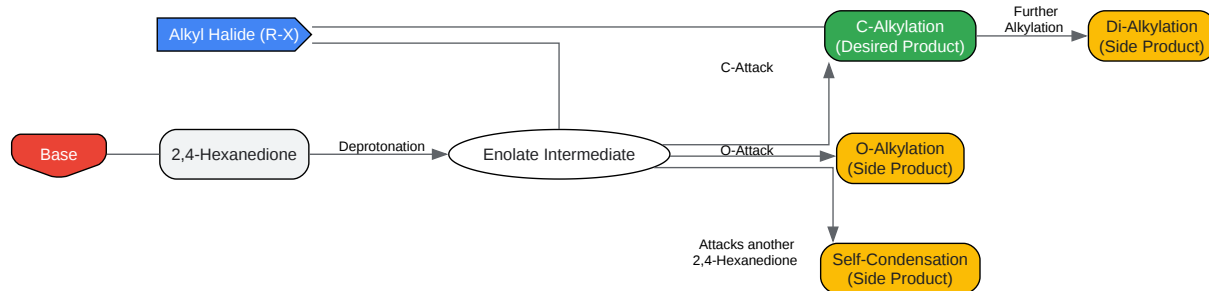 Alkyl Halide (R-X)
C-Alkylation
(Desired Product)
Further
Alkylation
Di-Alkylation
(Side Product)
C-Attack
Base
2,4-Hexanedione
Deprotonation
Enolate Intermediate
O-Attack
O-Alkylation
(Side Product)
Attacks another
2,4-Hexanedione
Self-Condensation
(Side Product)